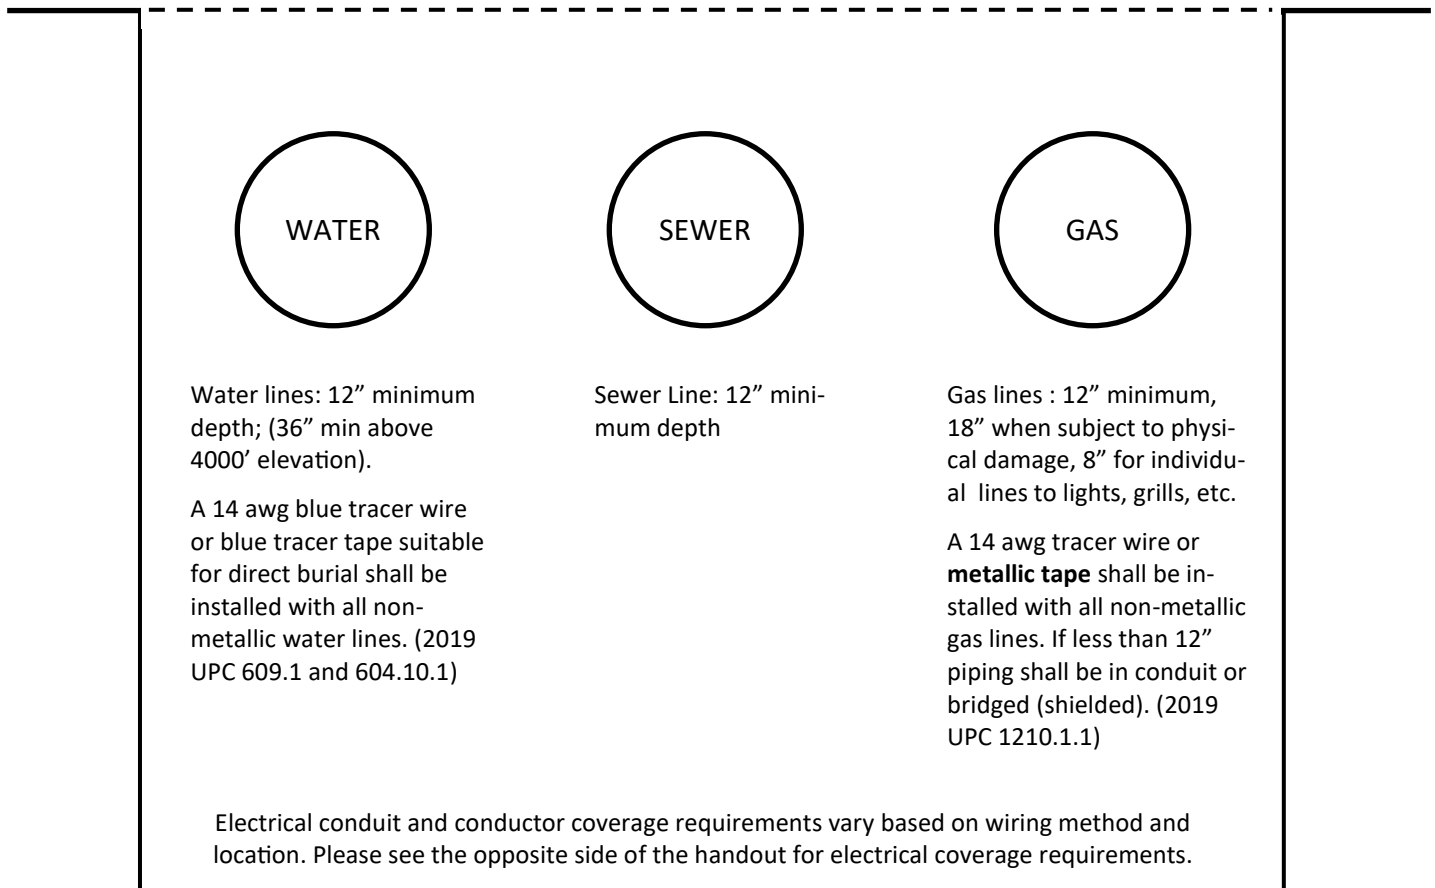 WATER
SEWER
GAS
Water lines: 12” minimum
depth; (36” min above
4000’ elevation).
A 14 awg blue tracer wire
or blue tracer tape suitable
for direct burial shall be
installed with all non-
metallic water lines. (2019
UPC 609.1 and 604.10.1)
Sewer Line: 12” mini-
mum depth
Gas lines : 12” minimum,
18” when subject to physi-
cal damage, 8” for individu-
al  lines to lights, grills, etc.
A 14 awg tracer wire or
metallic tape shall be in-
stalled with all non-metallic
gas lines. If less than 12”
piping shall be in conduit or
bridged (shielded). (2019
UPC 1210.1.1)
Electrical conduit and conductor coverage requirements vary based on wiring method and
location. Please see the opposite side of the handout for electrical coverage requirements.